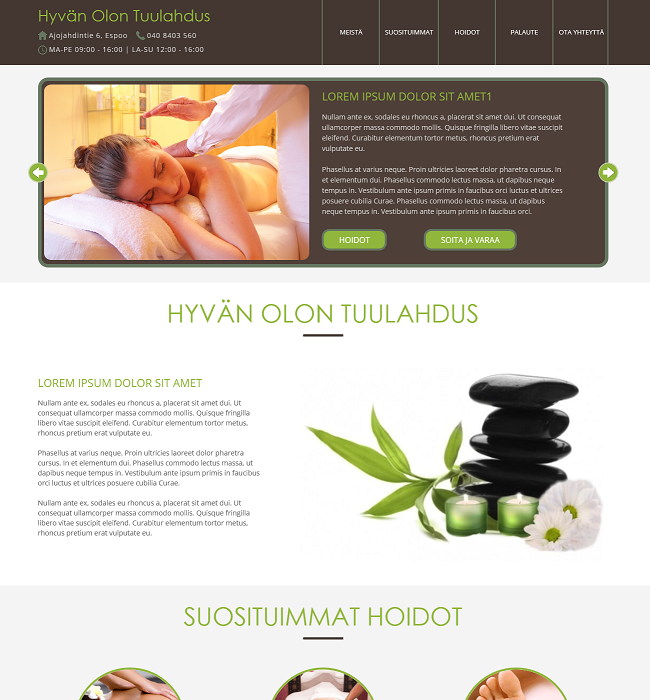 Hyvän Olon Tuulahdus
Ajojahdintie 6, Espoo 040 8403 560
MA-PE 09:00 - 16:00 | LA-SU 12:00 - 16:00
MEISTÄ SUOSITUIMMAT HOIDOT PALAUTE OTA YHTEYTTÄ
LOREM IPSUM DOLOR SIT AMET1
Nullam ante ex, sodales eu rhoncus a, placerat sit amet dui. Ut consequat
ullamcorper massa commodo mollis. Quisque fringilla libero vitae suscipit
eleifend. Curabitur elementum tortor metus, rhoncus pretium erat
vulputate eu.
Phasellus at varius neque. Proin ultricies laoreet dolor pharetra cursus. In
et elementum dui. Phasellus commodo lectus massa, ut dapibus neque
tempus in. Vestibulum ante ipsum primis in faucibus orci luctus et ultrices
posuere cubilia Curae. Phasellus commodo lectus massa, ut dapibus
neque tempus in. Vestibulum ante ipsum primis in faucibus orci.
HOIDOT SOITA JA VARAA
HYVÄN OLON TUULAHDUS
LOREM IPSUM DOLOR SIT AMET
Nullam ante ex, sodales eu rhoncus a, placerat sit amet dui. Ut
consequat ullamcorper massa commodo mollis. Quisque fringilla
libero vitae suscipit eleifend. Curabitur elementum tortor metus,
rhoncus pretium erat vulputate eu.
Phasellus at varius neque. Proin ultricies laoreet dolor pharetra
cursus. In et elementum dui. Phasellus commodo lectus massa, ut
dapibus neque tempus in. Vestibulum ante ipsum primis in faucibus
orci luctus et ultrices posuere cubilia Curae.
Nullam ante ex, sodales eu rhoncus a, placerat sit amet dui. Ut
consequat ullamcorper massa commodo mollis. Quisque fringilla
libero vitae suscipit eleifend. Curabitur elementum tortor metus,
rhoncus pretium erat vulputate eu.
SUOSITUIMMAT HOIDOT